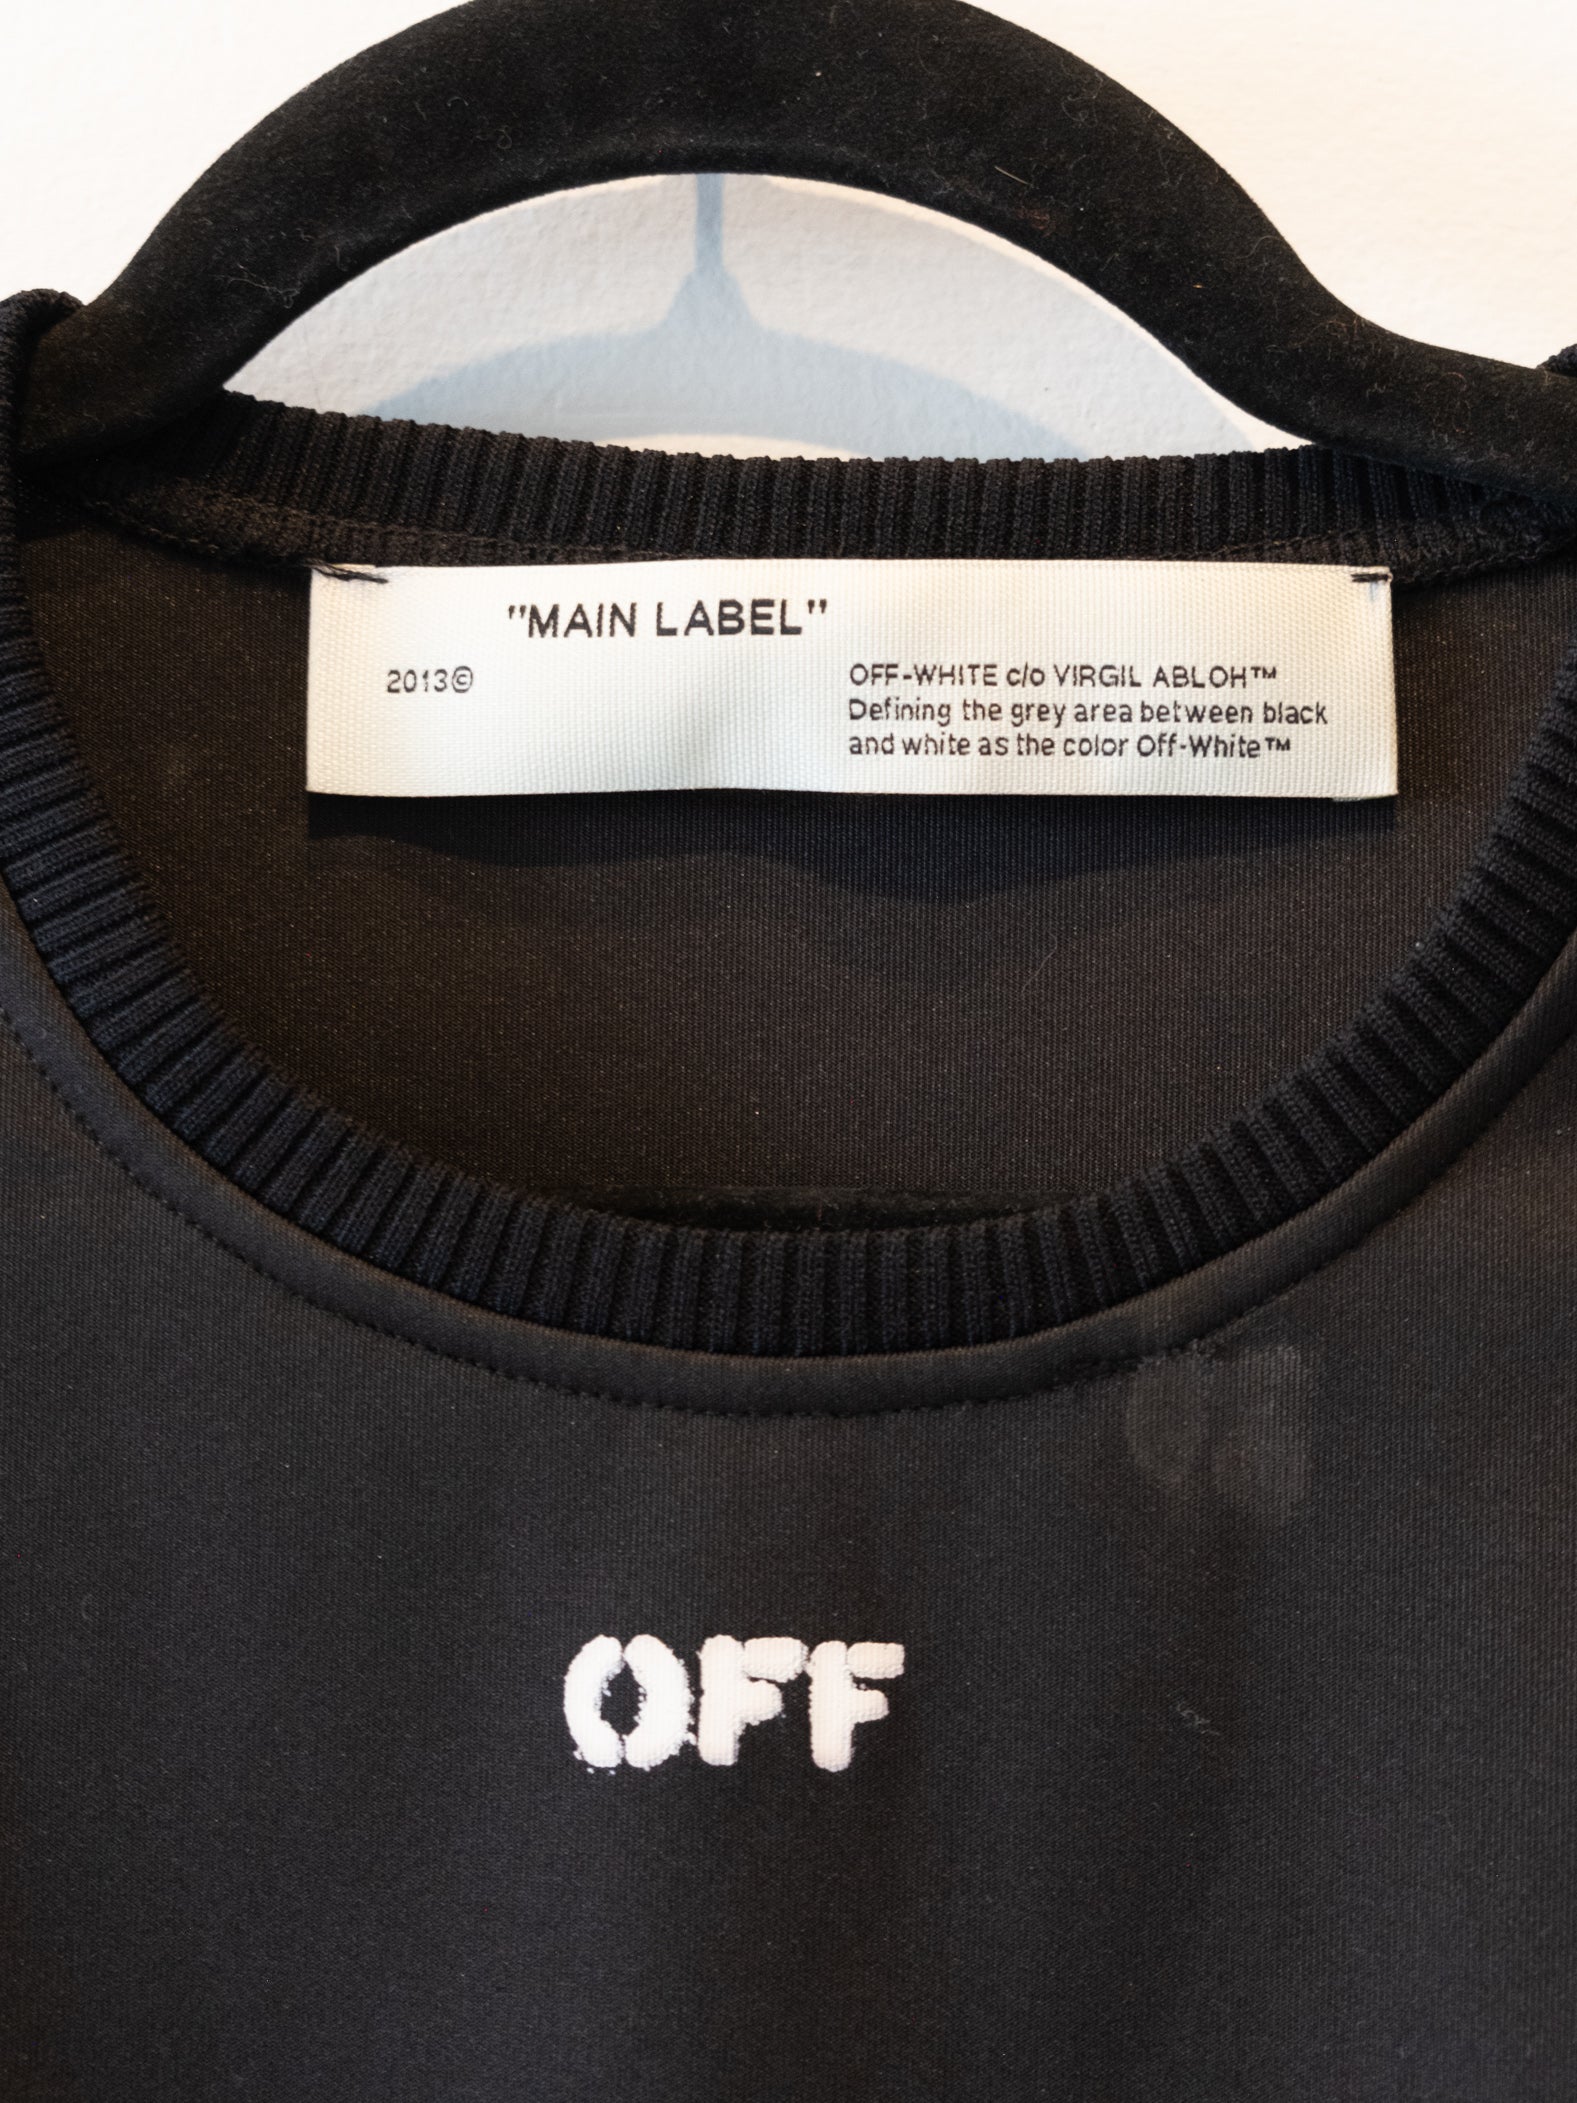 "MAIN LABEL"
2013©
OFF-WHITE c/o VIRGIL ABLOH™
Defining the grey area between black
and white as the color Off-White™
OFF